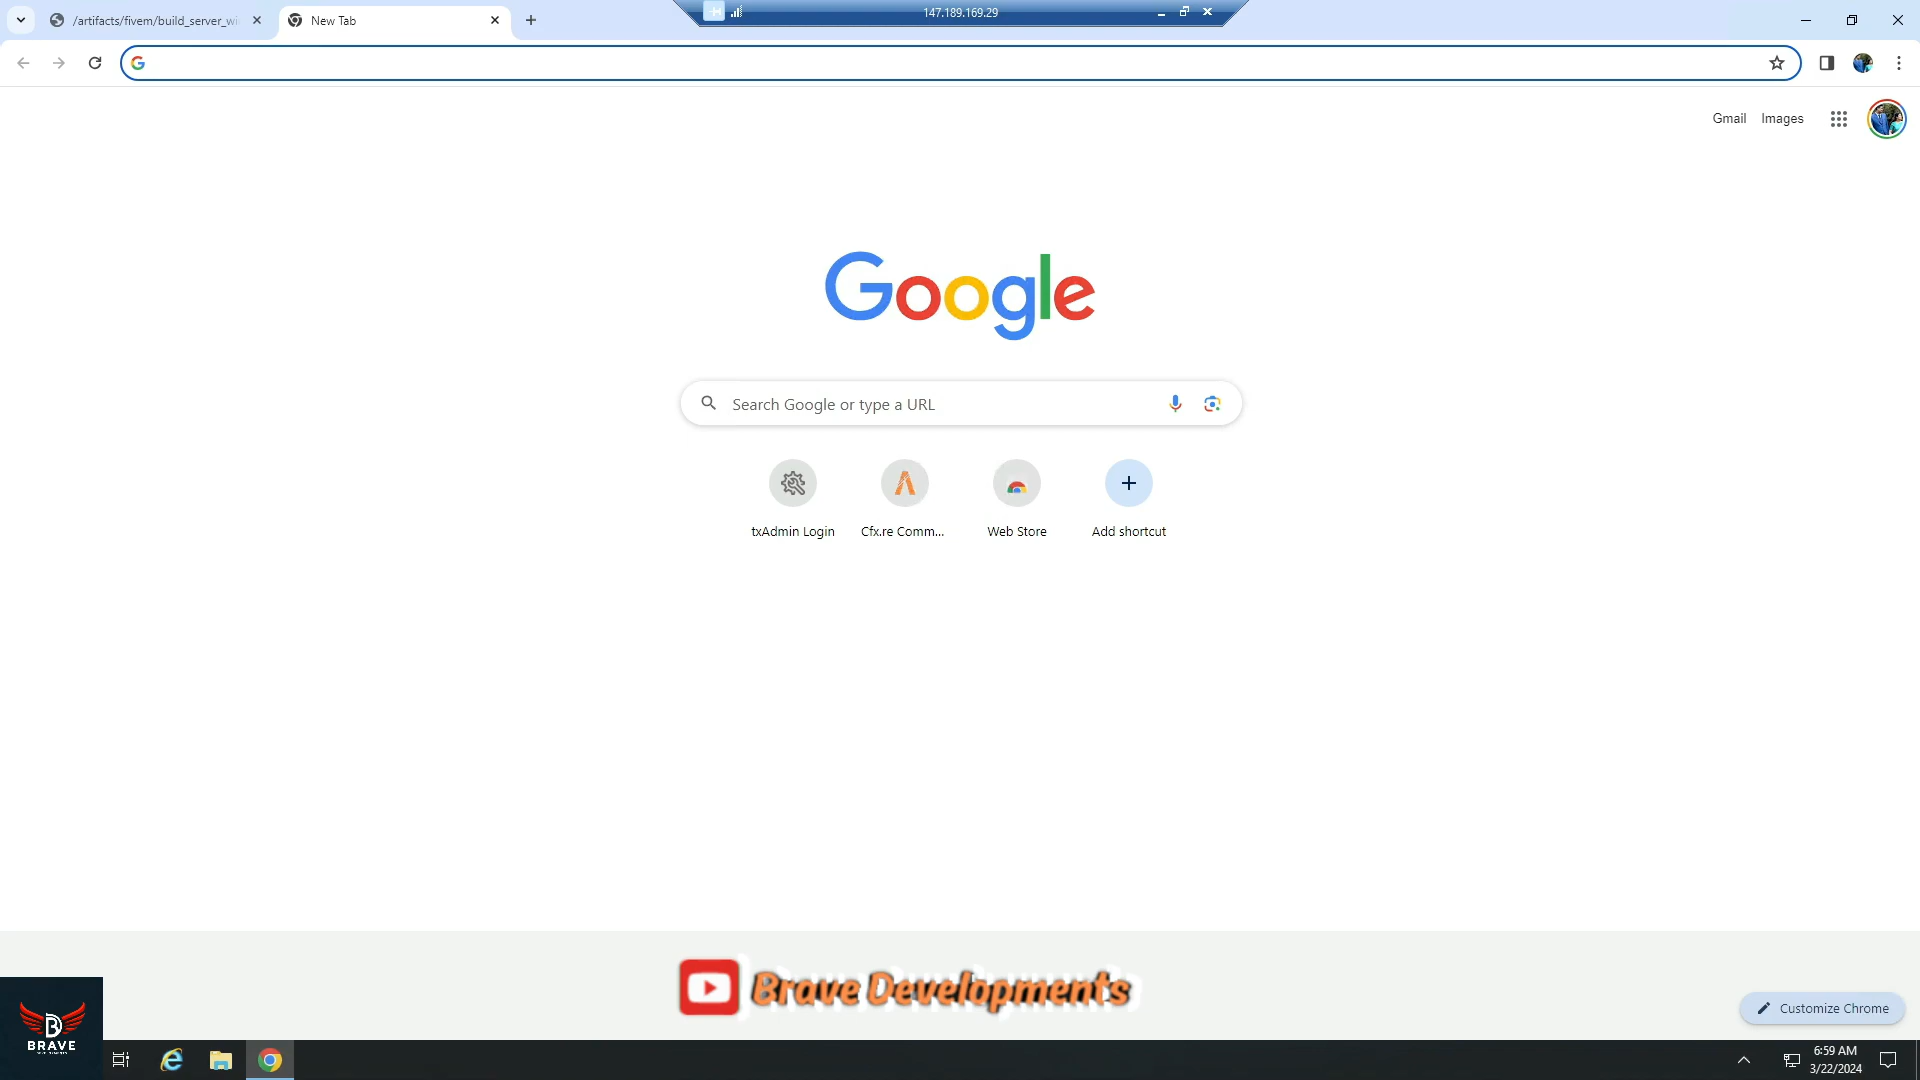 /artifacts/fivem/build_server_wi
New Tab
147.189.169.29
Gmail
Images
Google
Search Google or type a URL
txAdmin Login
Cfx.re Comm...
Web Store
Add shortcut
Brave Developments
Customize Chrome
B
BRAVE
6:59 AM
3/22/2024